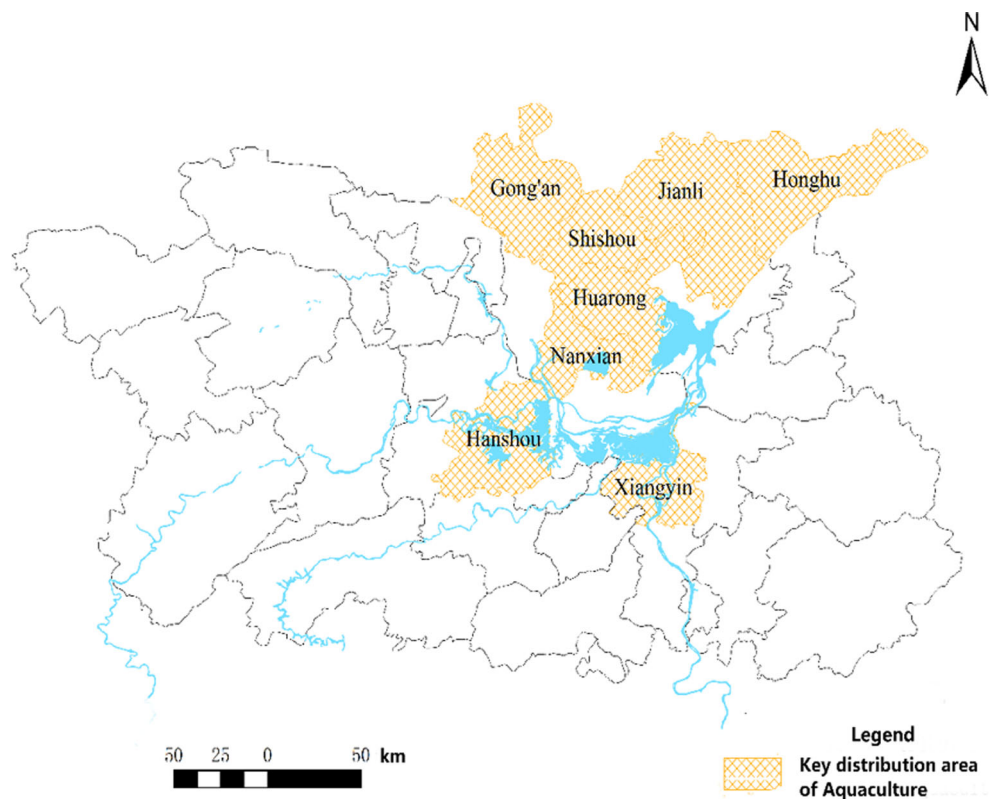 N
Gong'an
Jianli
Honghu
Shishou
Huarong
Nanxian
Hanshou
Xiangyin
50 25 0 50 km
Legend
Key distribution area
of Aquaculture